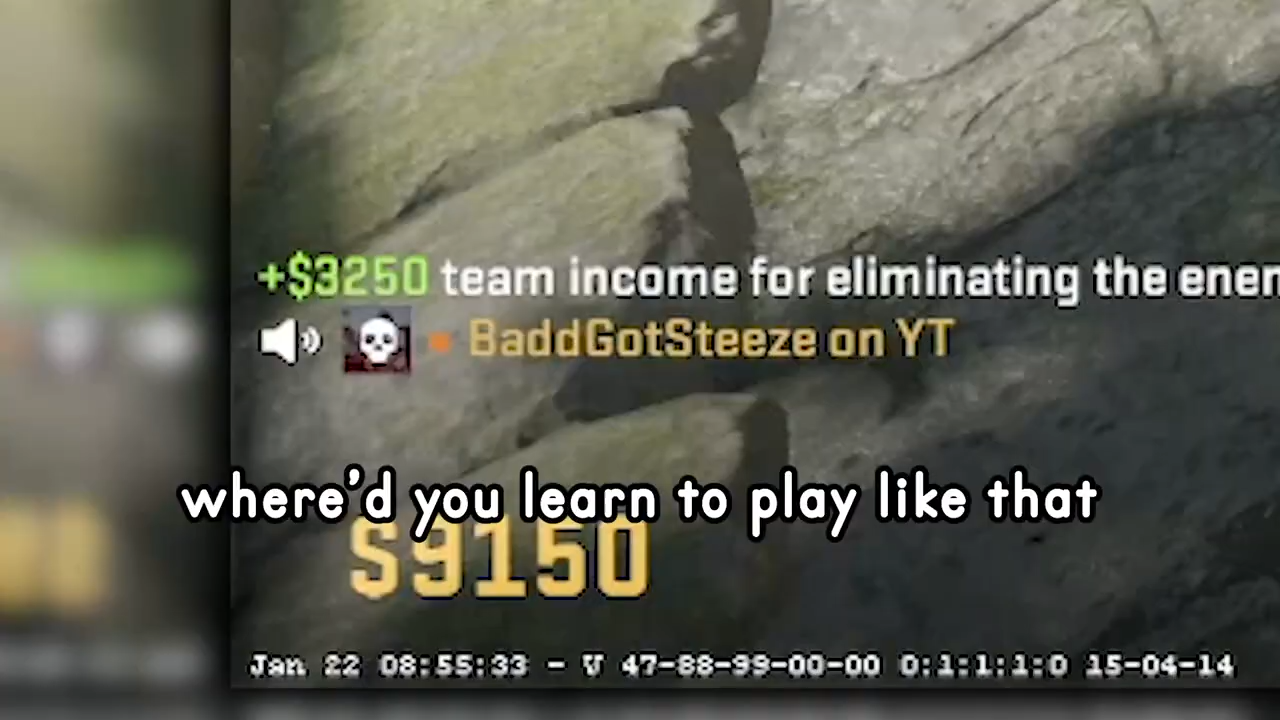 +$3250 team income for eliminating the enem
BaddGotSteeze on YT
where'd you learn to play like that
$9150
Jan 22 08:55:33 - V 47-88-99-00-00 0:1:1:1:0 15-04-14